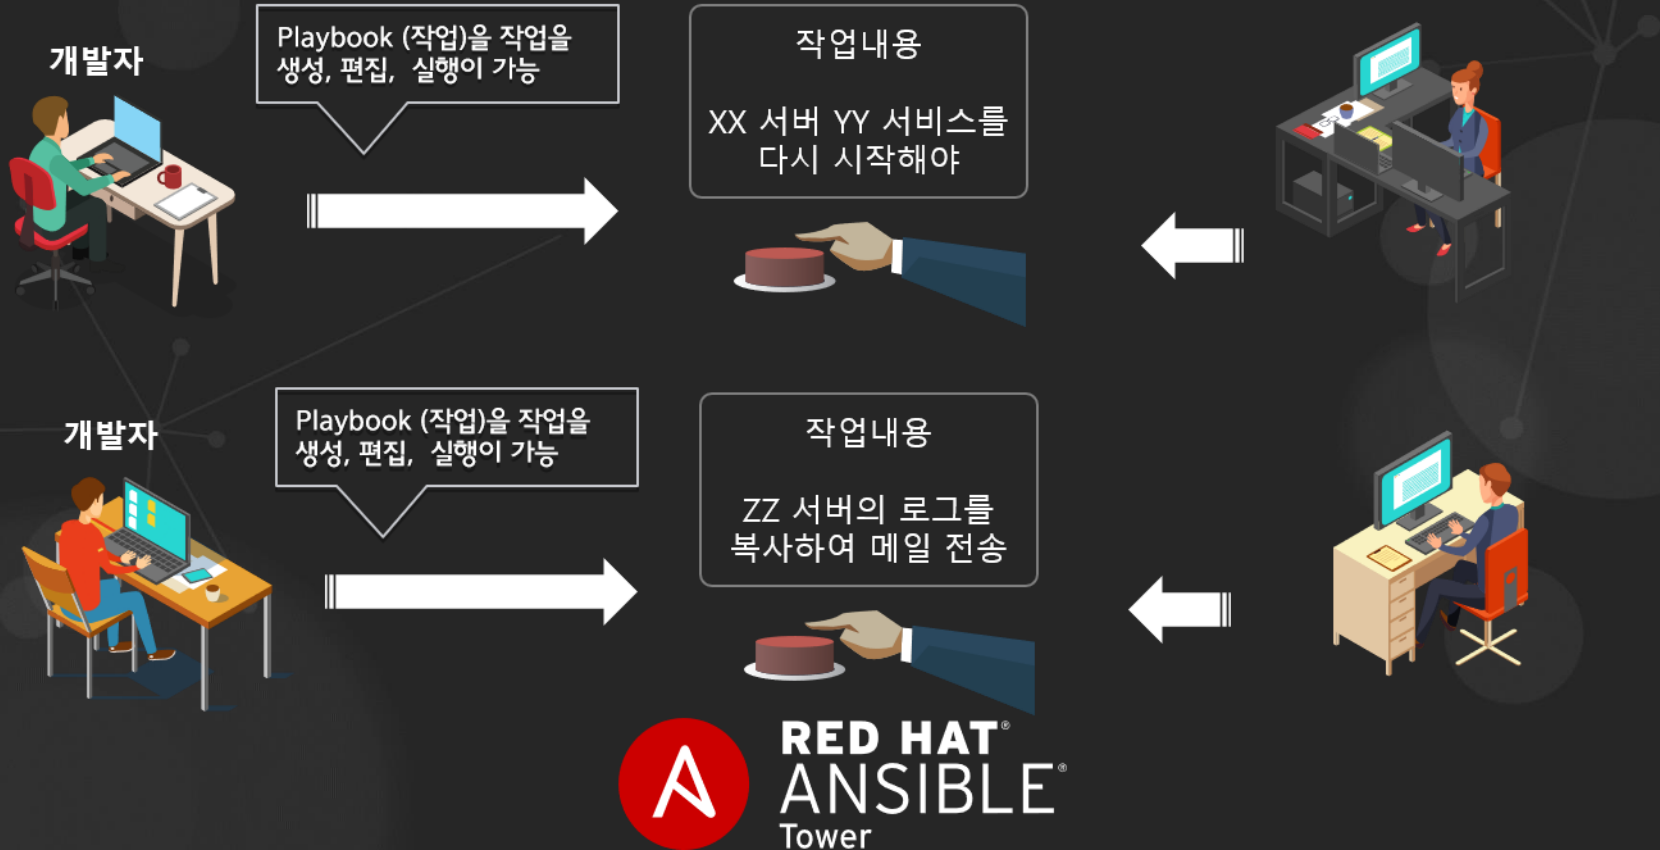 개발자
Playbook (작업)을 작업을
생성, 편집, 실행이 가능
작업내용
XX 서버 YY 서비스를
다시 시작해야
개발자
Playbook (작업)을 작업을
생성, 편집, 실행이 가능
작업내용
ZZ 서버의 로그를
복사하여 메일 전송
RED HAT®
ANSIBLE®
Tower